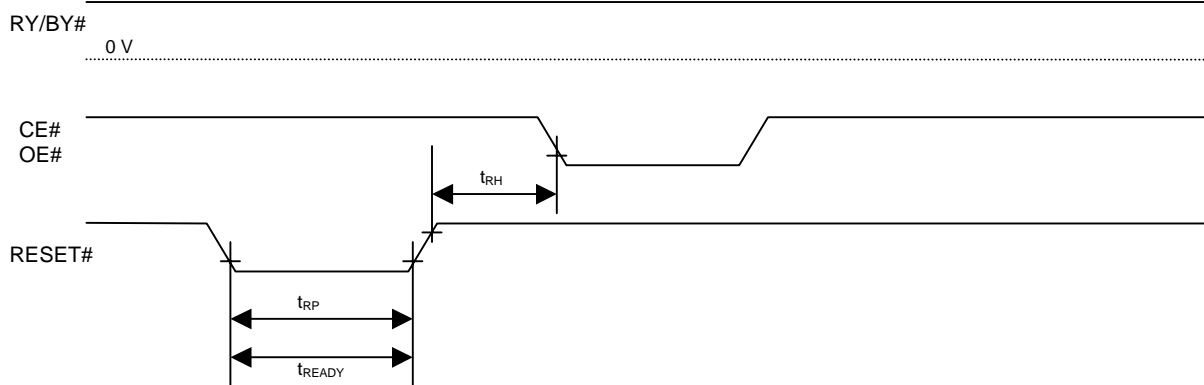 RY/BY#
0 V
CE#
OE#
tRH
RESET#
tRP
tREADY